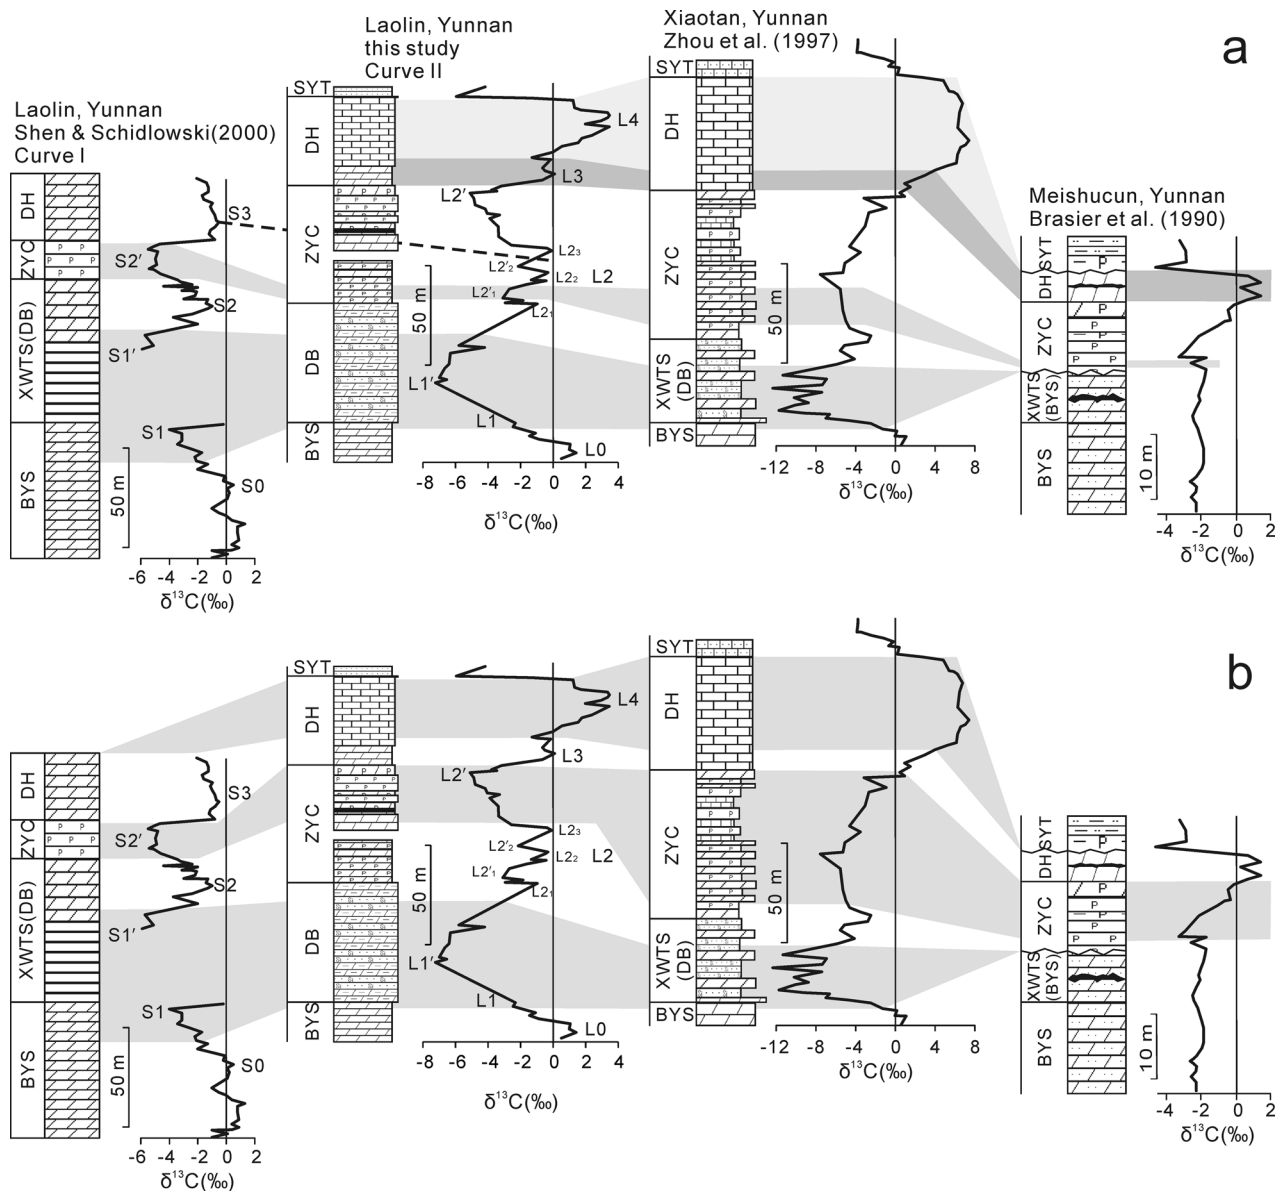 a
Laolin, Yunnan
Shen & Schidlowski(2000)
Curve I
DH
ZYC
XWTS(DB)
BYS
S3
S2′
S2
S1′
S1
S0
50 m
-6 -4 -2 0 2
δ¹³C(‰)
Laolin, Yunnan
this study
Curve II
SYT
DH
ZYC
DB
BYS
L4
L3
L2′
L2₃
L2′₂
L2₂
L2
L2′₁
L2₁
L1′
L1
L0
50 m
-8 -6 -4 -2 0 2 4
δ¹³C(‰)
Xiaotan, Yunnan
Zhou et al. (1997)
SYT
DH
ZYC
XWTS
(DB)
BYS
50 m
-12 -8 -4 0 4 8
δ¹³C(‰)
Meishucun, Yunnan
Brasier et al. (1990)
SYT
DH
ZYC
XWTS
(BYS)
BYS
10 m
-4 -2 0 2
δ¹³C(‰)
b
DH
ZYC
XWTS(DB)
BYS
S3
S2′
S2
S1′
S1
S0
50 m
-6 -4 -2 0 2
δ¹³C(‰)
SYT
DH
ZYC
DB
BYS
L4
L3
L2′
L2₃
L2′₂
L2₂
L2
L2′₁
L2₁
L1′
L1
L0
50 m
-8 -6 -4 -2 0 2 4
δ¹³C(‰)
SYT
DH
ZYC
XWTS
(DB)
BYS
50 m
-12 -8 -4 0 4 8
δ¹³C(‰)
SYT
DH
ZYC
XWTS
(BYS)
BYS
10 m
-4 -2 0 2
δ¹³C(‰)